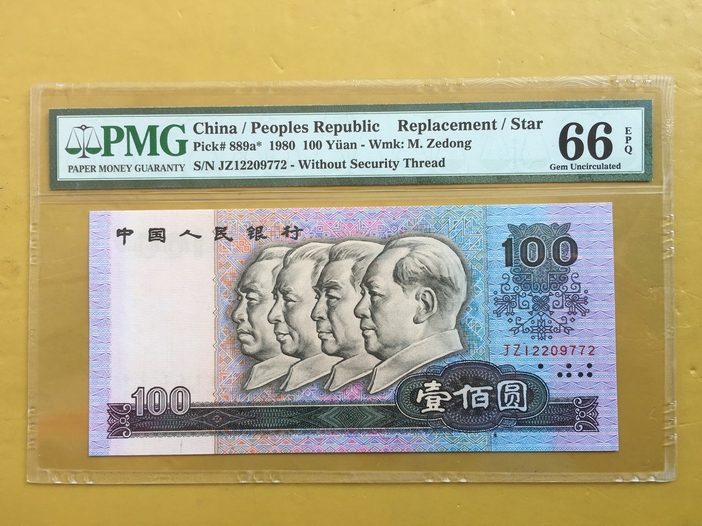 PMG
PAPER MONEY GUARANTY
China / Peoples Republic Replacement / Star
Pick# 889a* 1980 100 Yüan - Wmk: M. Zedong
S/N JZ12209772 - Without Security Thread
66 EPQ
Gem Uncirculated
中国人民银行
100
JZ12209772
100
壹佰圆